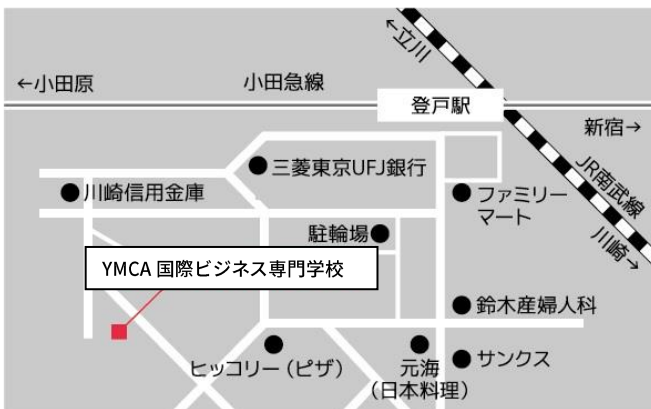 ←立川
←小田原
小田急線
登戸駅
新宿→
三菱東京UFJ銀行
JR南武線
川崎信用金庫
ファミリー
マート
駐輪場
川崎→
YMCA 国際ビジネス専門学校
鈴木産婦人科
ヒッコリー(ピザ)
元海
(日本料理)
サンクス